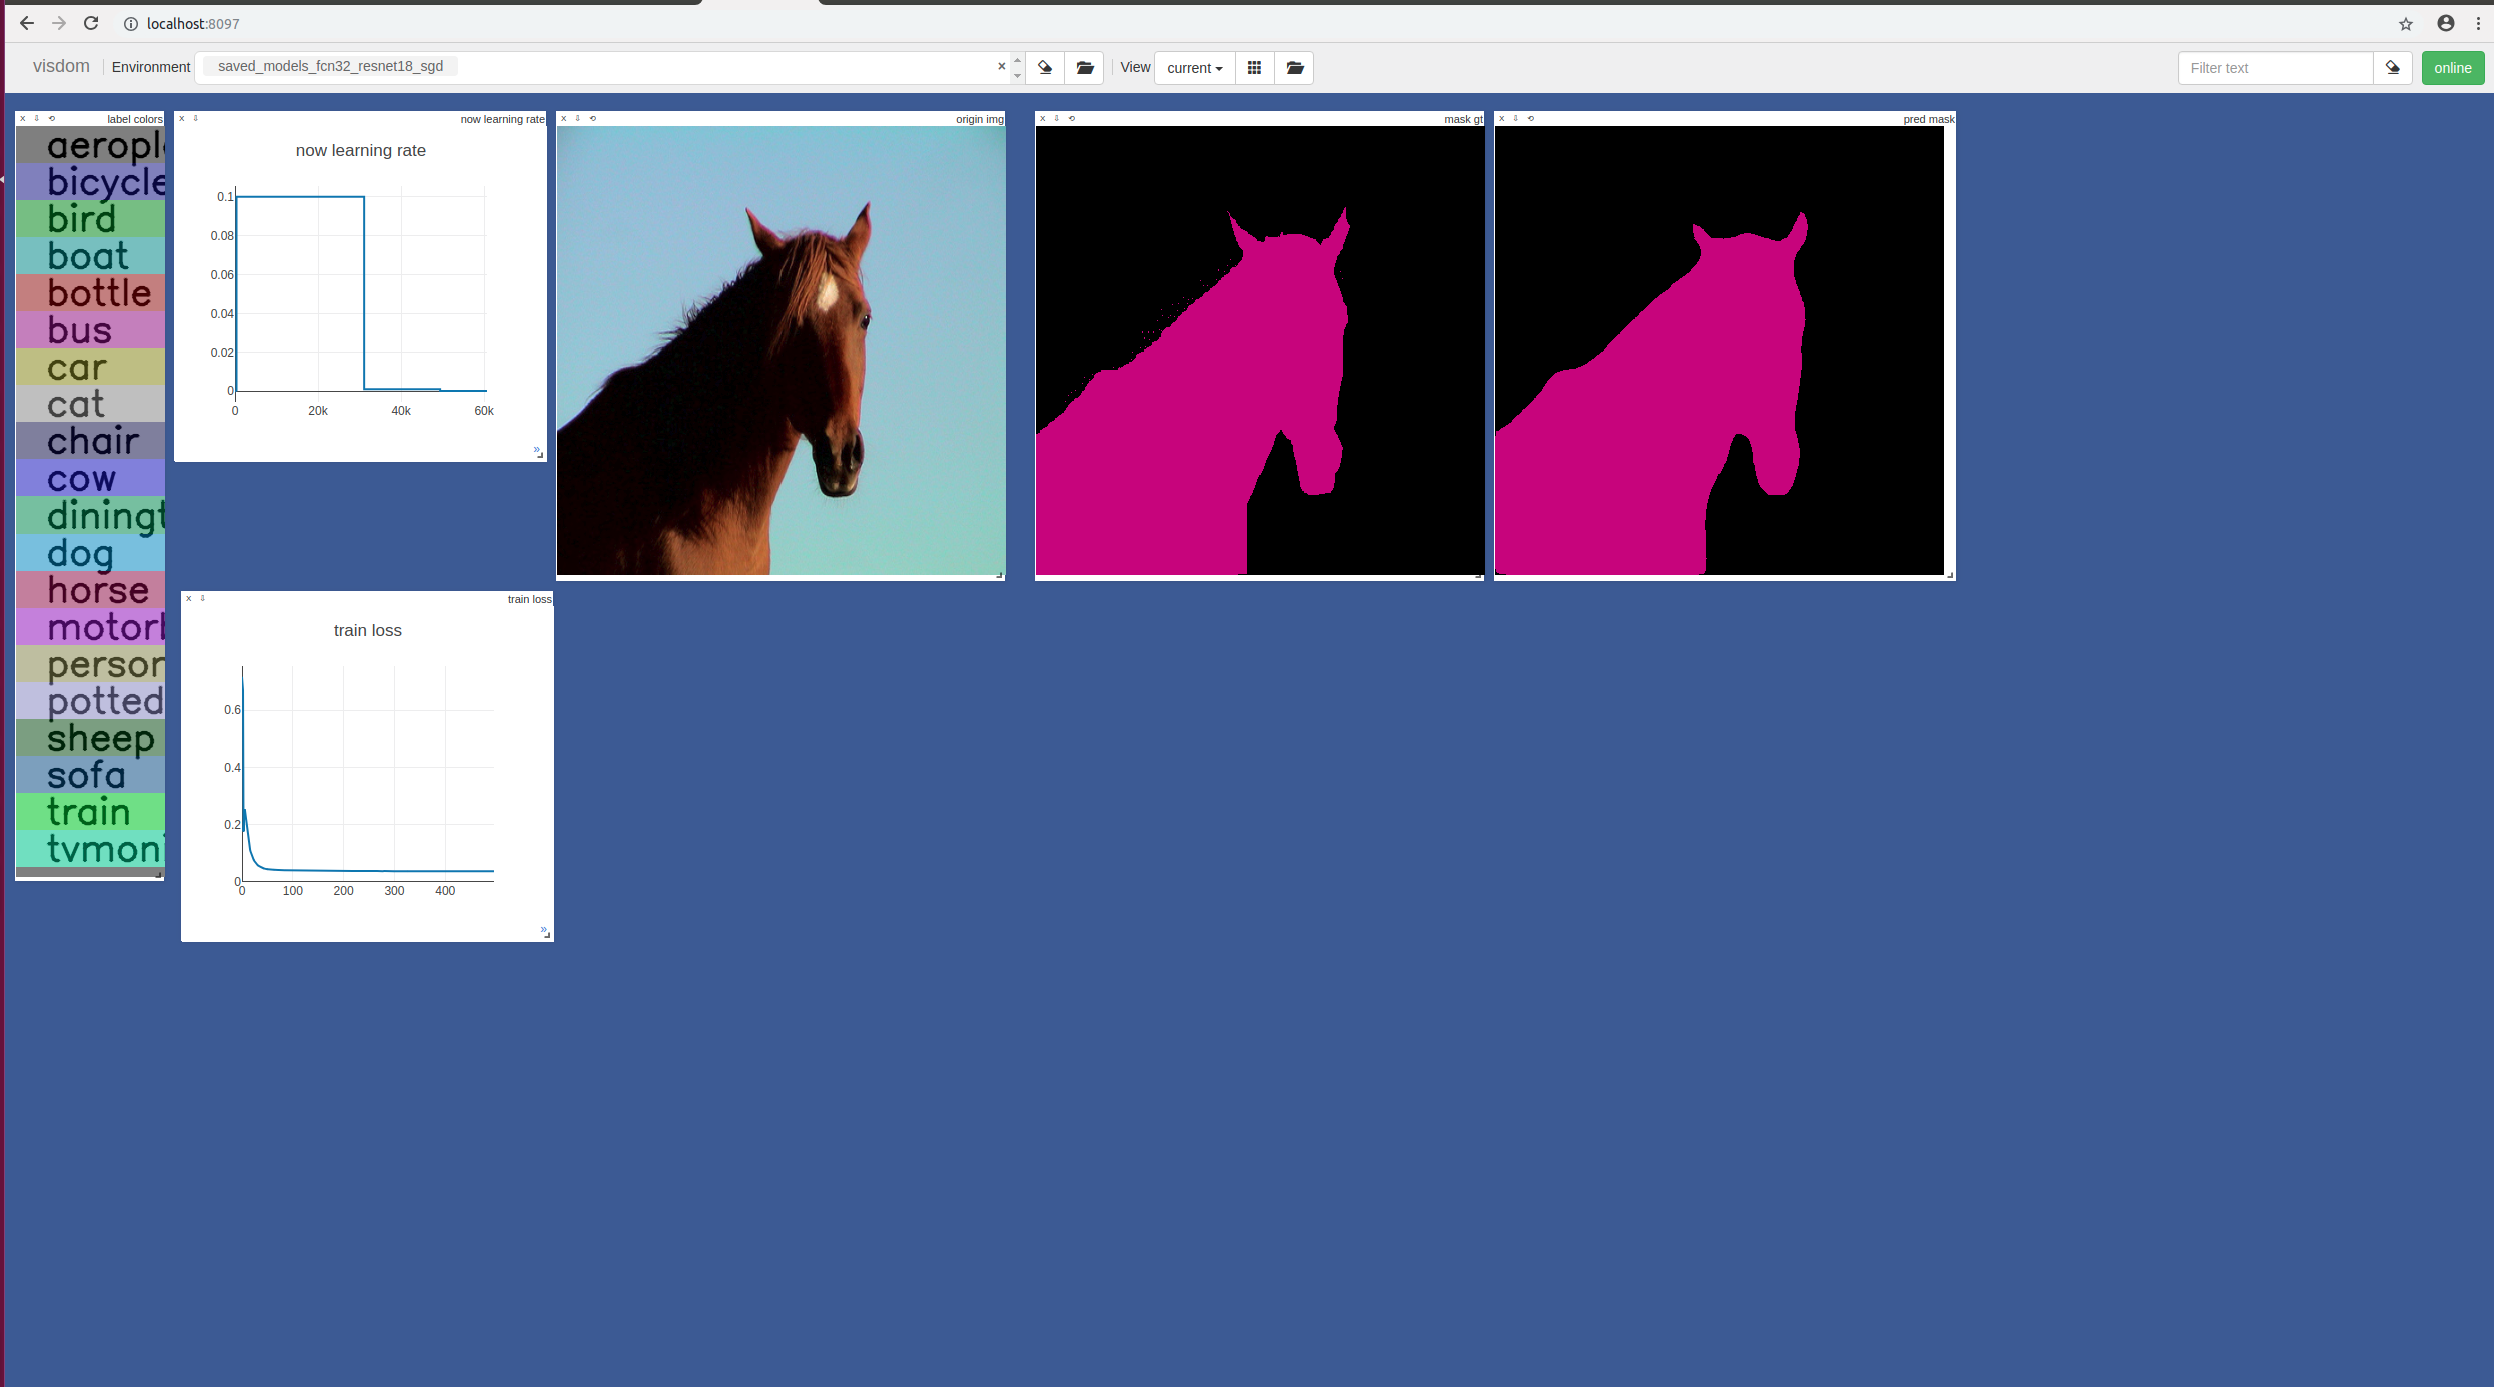 localhost:8097
visdom Environment saved_models_fcn32_resnet18_sgd × View current Filter text online
X label colors
aeropl
bicycle
bird
boat
bottle
bus
car
cat
chair
cow
diningt
dog
horse
motorb
person
potted
sheep
sofa
train
tvmoni
X now learning rate
now learning rate
0.1
0.08
0.06
0.04
0.02
0
0 20k 40k 60k
»
X origin img
X mask gt
X pred mask
X train loss
train loss
0.6
0.4
0.2
0
0 100 200 300 400
»